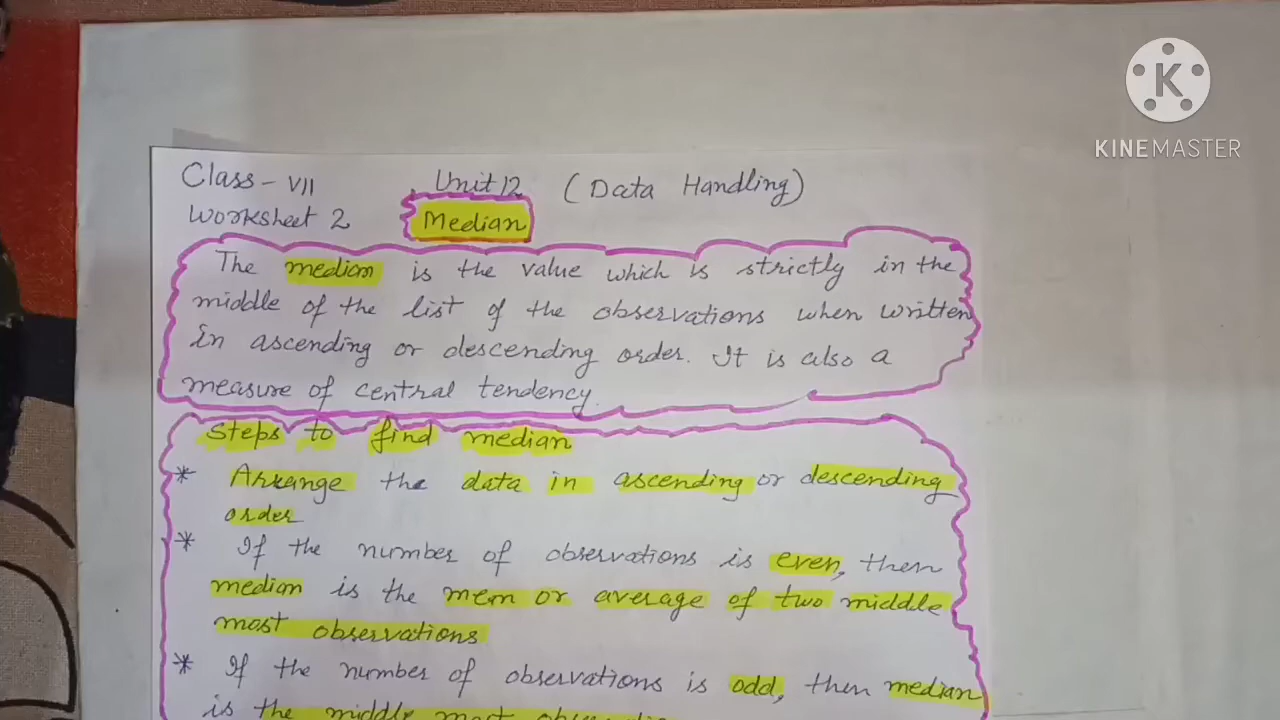 K
KINEMASTER
Class - VII Unit 12 (Data Handling)
Worksheet 2 Median
The median is the value which is strictly in the
middle of the list of the observations when written
in ascending or descending order. It is also a
measure of central tendency.
Steps to find median
* Arrange the data in ascending or descending
order
* If the number of observations is even, then
median is the mean or average of two middle
most observations
* If the number of observations is odd, then median
is the middle most